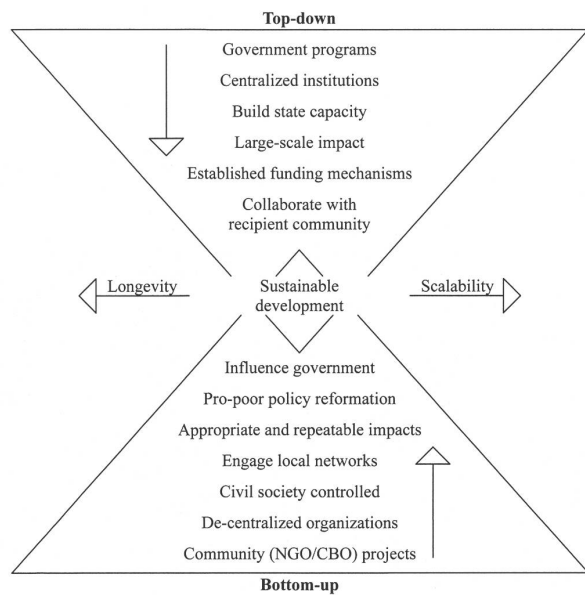 Top-down
Government programs
Centralized institutions
Build state capacity
Large-scale impact
Established funding mechanisms
Collaborate with
recipient community
Longevity
Sustainable
development
Scalability
Influence government
Pro-poor policy reformation
Appropriate and repeatable impacts
Engage local networks
Civil society controlled
De-centralized organizations
Community (NGO/CBO) projects
Bottom-up